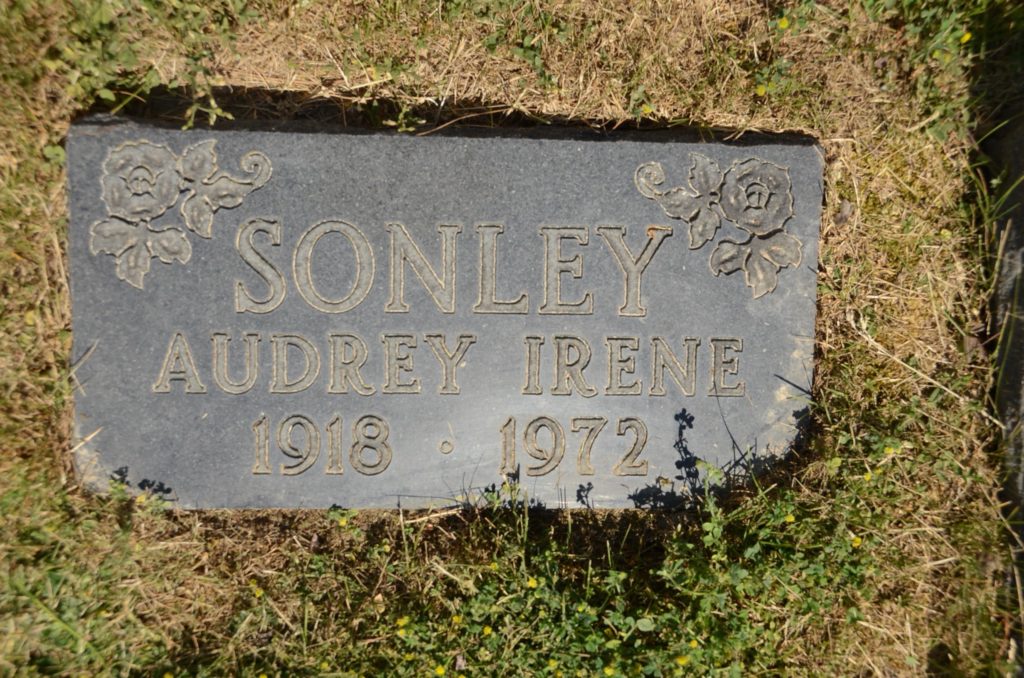 SONLEY
AUDREY IRENE
1918 · 1972